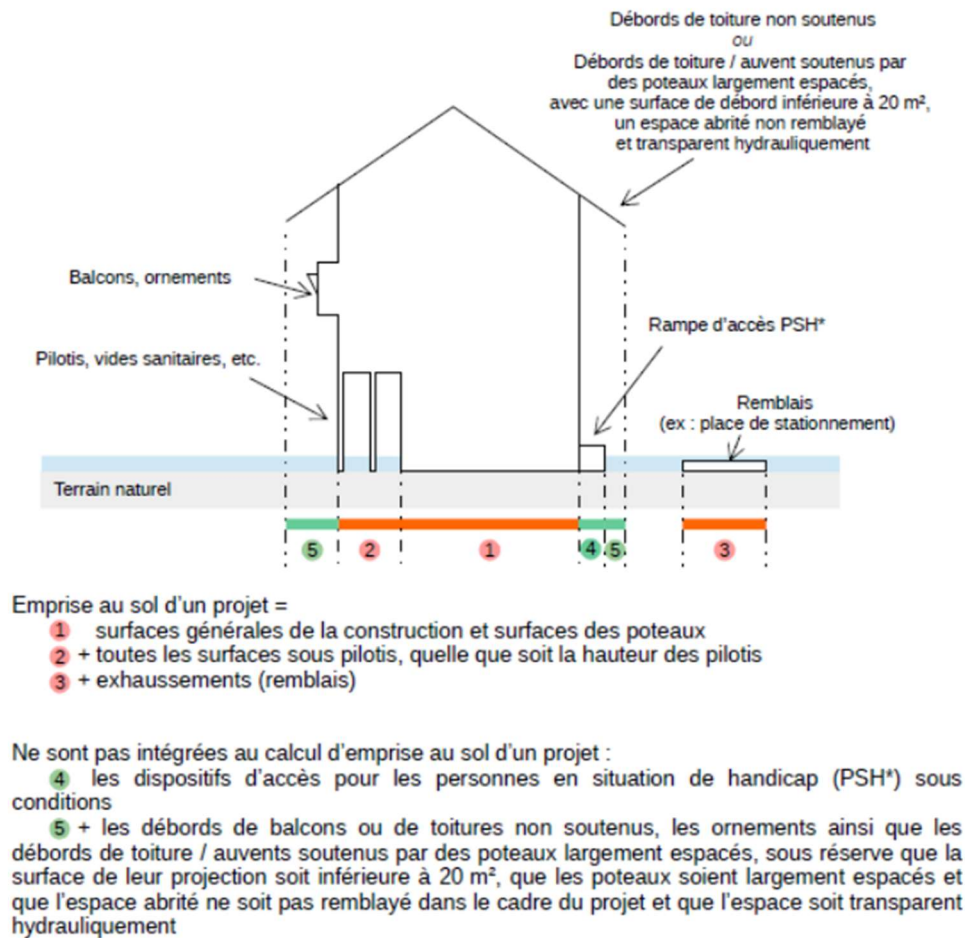 Débords de toiture non soutenus
ou
Débords de toiture / auvent soutenus par
des poteaux largement espacés,
avec une surface de débord inférieure à 20 m²,
un espace abrité non remblayé
et transparent hydrauliquement
Balcons, ornements
Rampe d'accès PSH*
Pilotis, vides sanitaires, etc.
Remblais
(ex : place de stationnement)
Terrain naturel
5 2 1 4 5 3
Emprise au sol d'un projet =
1 surfaces générales de la construction et surfaces des poteaux
2 + toutes les surfaces sous pilotis, quelle que soit la hauteur des pilotis
3 + exhaussements (remblais)
Ne sont pas intégrées au calcul d'emprise au sol d'un projet :
4 les dispositifs d'accès pour les personnes en situation de handicap (PSH*) sous
conditions
5 + les débords de balcons ou de toitures non soutenus, les ornements ainsi que les
débords de toiture / auvents soutenus par des poteaux largement espacés, sous réserve que la
surface de leur projection soit inférieure à 20 m², que les poteaux soient largement espacés et
que l'espace abrité ne soit pas remblayé dans le cadre du projet et que l'espace soit transparent
hydrauliquement